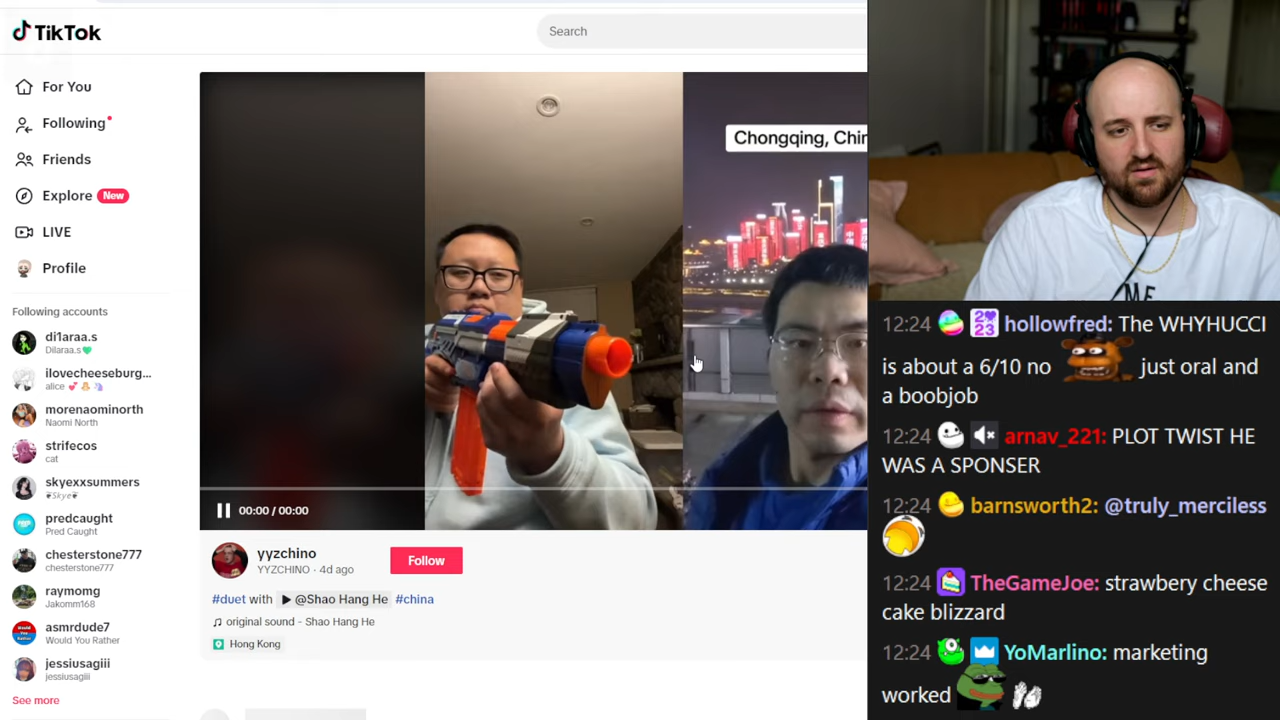 TikTok
Search
For You
Following
Friends
Explore New
LIVE
Profile
Following accounts
di1araa.s
Dilaraa.s
ilovecheeseburg...
alice
morenaominorth
Naomi North
strifecos
cat
skyexxsummers
Skye
predcaught
Pred Caught
chesterstone777
chesterstone777
raymomg
Jakomm168
asmrdude7
Would You Rather
jessiusagiii
jessiusagiii
See more
Chongqing, Chin
00:00 / 00:00
yyzchino
YYZCHINO · 4d ago
Follow
#duet with @Shao Hang He #china
original sound - Shao Hang He
Hong Kong
ME
12:24 hollowfred: The WHYHUCCI
is about a 6/10 no just oral and
a boobjob
12:24 arnav_221: PLOT TWIST HE
WAS A SPONSER
12:24 barnsworth2: @truly_merciless
12:24 TheGameJoe: strawbery cheese
cake blizzard
12:24 YoMarlino: marketing
worked